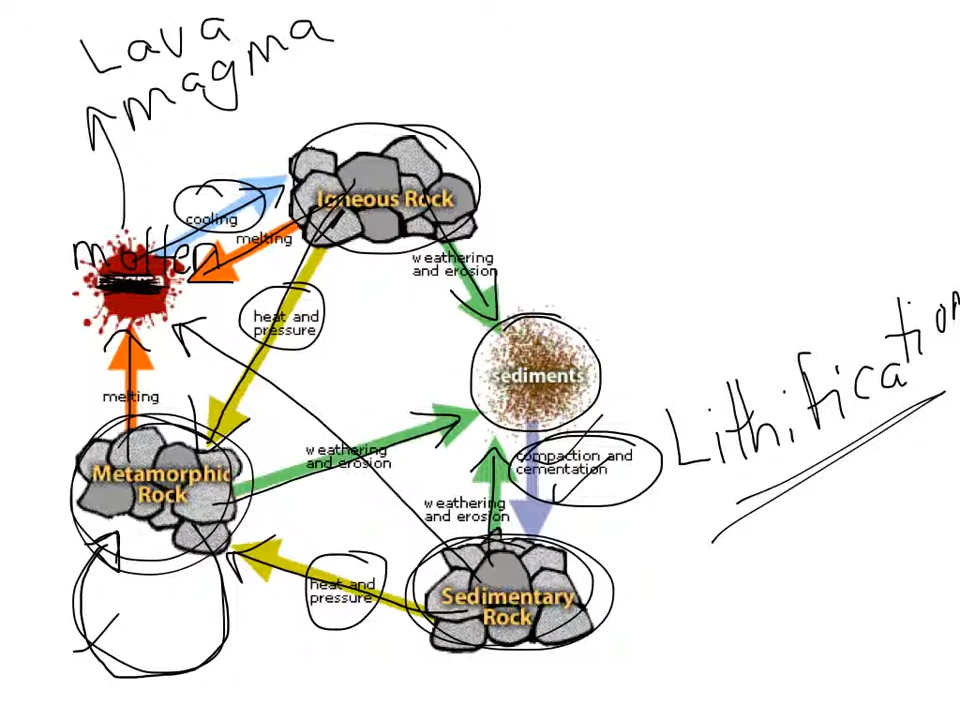 Lava
magma
Igneous Rock
cooling
melting
molten
weathering
and erosion
heat and
pressure
sediments
Lithification
melting
weathering
and erosion
compaction and
cementation
Metamorphic
Rock
weathering
and erosion
heat and
pressure
Sedimentary
Rock